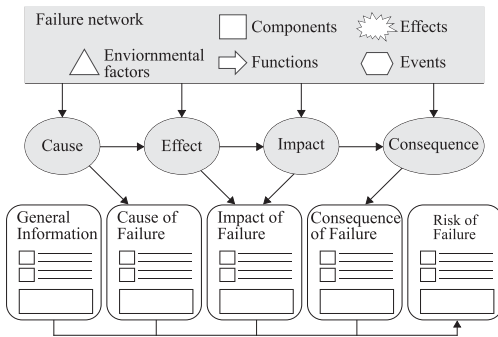 Failure network
Components
Effects
Enviornmental
factors
Functions
Events
Cause
Effect
Impact
Consequence
General
Information
Cause of
Failure
Impact of
Failure
Consequence
of Failure
Risk of
Failure